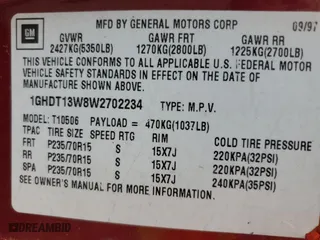 GM
MFD BY GENERAL MOTORS CORP 09/97
GVWR GAWR FRT GAWR RR
2427KG(5350LB) 1270KG(2800LB) 1225KG(2700LB)
THIS VEHICLE CONFORMS TO ALL APPLICABLE U.S. FEDERAL MOTOR
VEHICLE SAFETY STANDARDS IN EFFECT ON THE DATE OF
MANUFACTURE SHOWN ABOVE.
1GHDT13W8W2702234 TYPE: M.P.V.
MODEL: T10506 PAYLOAD = 470KG(1037LB)
TPAC TIRE SIZE SPEED RTG RIM COLD TIRE PRESSURE
FRT P235/70R15 S 15X7J 220KPA(32PSI)
RR P235/70R15 S 15X7J 220KPA(32PSI)
SPA P235/70R15 S 15X7J 240KPA(35PSI)
SEE OWNER'S MANUAL FOR MORE INFORMATION.
DREAMBID